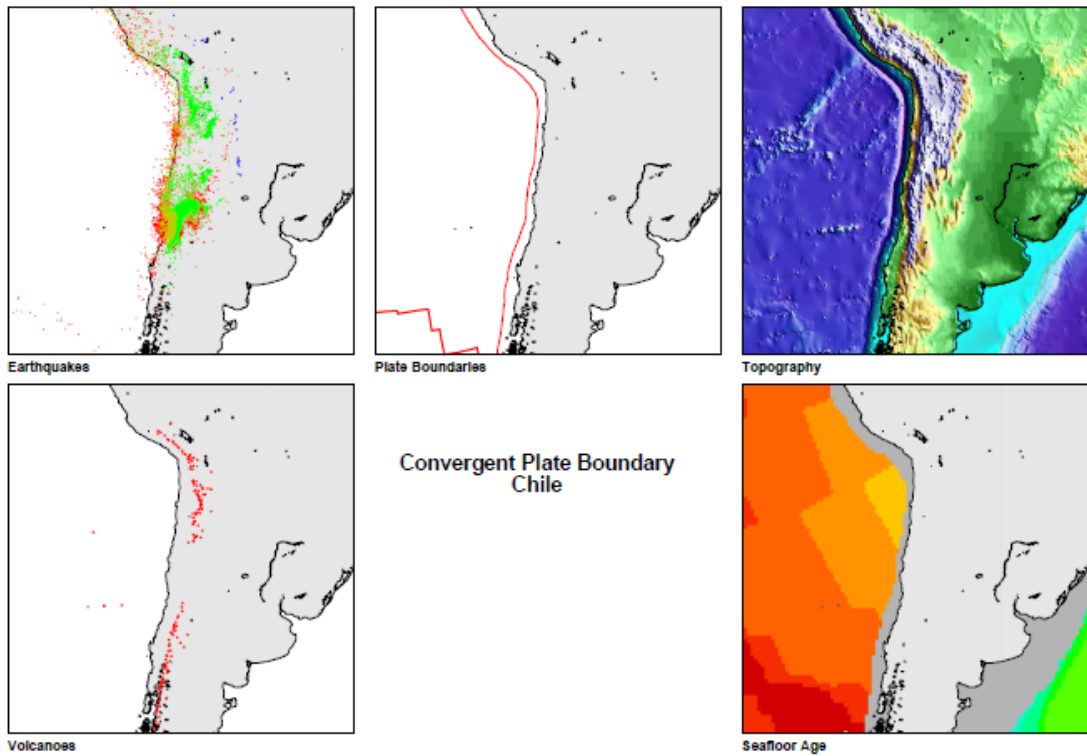 Earthquakes
Plate Boundaries
Topography
Convergent Plate Boundary
Chile
Volcanoes
Seafloor Age